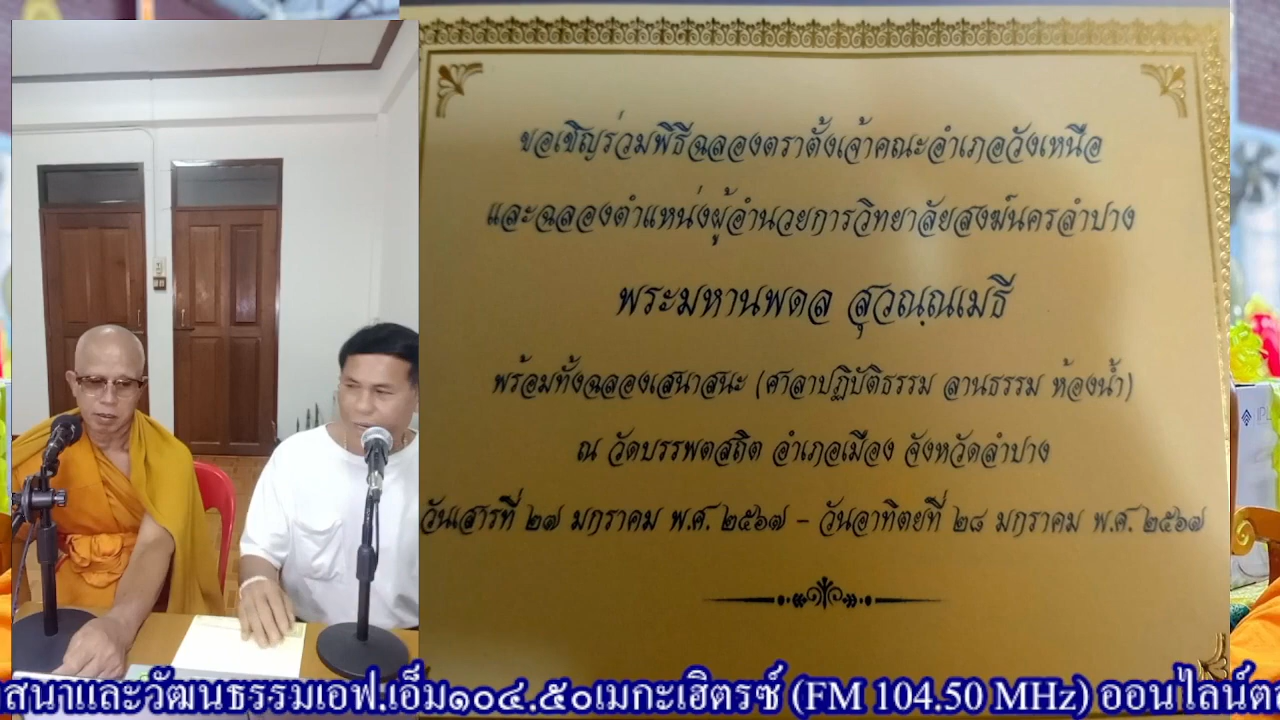 ขอเชิญร่วมพิธีฉลองตราตั้งเจ้าคณะอำเภอวังเหนือ
และฉลองตำแหน่งผู้อำนวยการวิทยาลัยสงฆ์นครลำปาง
พระมหานพดล สุวณฺณเมธี
พร้อมทั้งฉลองเสนาสนะ (ศาลาปฏิบัติธรรม ลานธรรม ห้องน้ำ)
ณ วัดบรรพตสถิต อำเภอเมือง จังหวัดลำปาง
วันเสาร์ที่ ๒๗ มกราคม พ.ศ. ๒๕๖๗ - วันอาทิตย์ที่ ๒๘ มกราคม พ.ศ. ๒๕๖๗
สนาและวัฒนธรรมเอฟ.เอ็ม๑๐๔.๕๐เมกะเฮิตรซ์ (FM 104.50 MHz) ออนไลน์